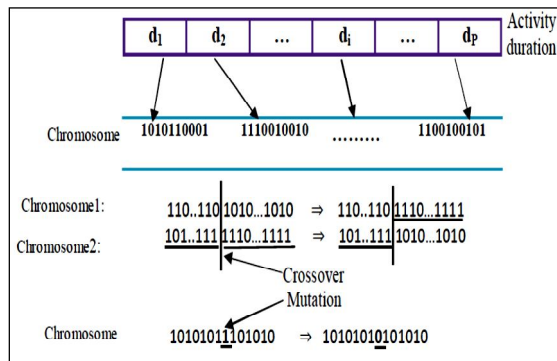 d1 d2 ... di ... dP Activity duration
Chromosome 1010110001 1110010010 ......... 1100100101
Chromosome1: 110..110 1010...1010 ⇒ 110..110 1110...1111
Chromosome2: 101..111 1110...1111 ⇒ 101..111 1010...1010
Crossover
Mutation
Chromosome 10101011101010 ⇒ 10101010101010